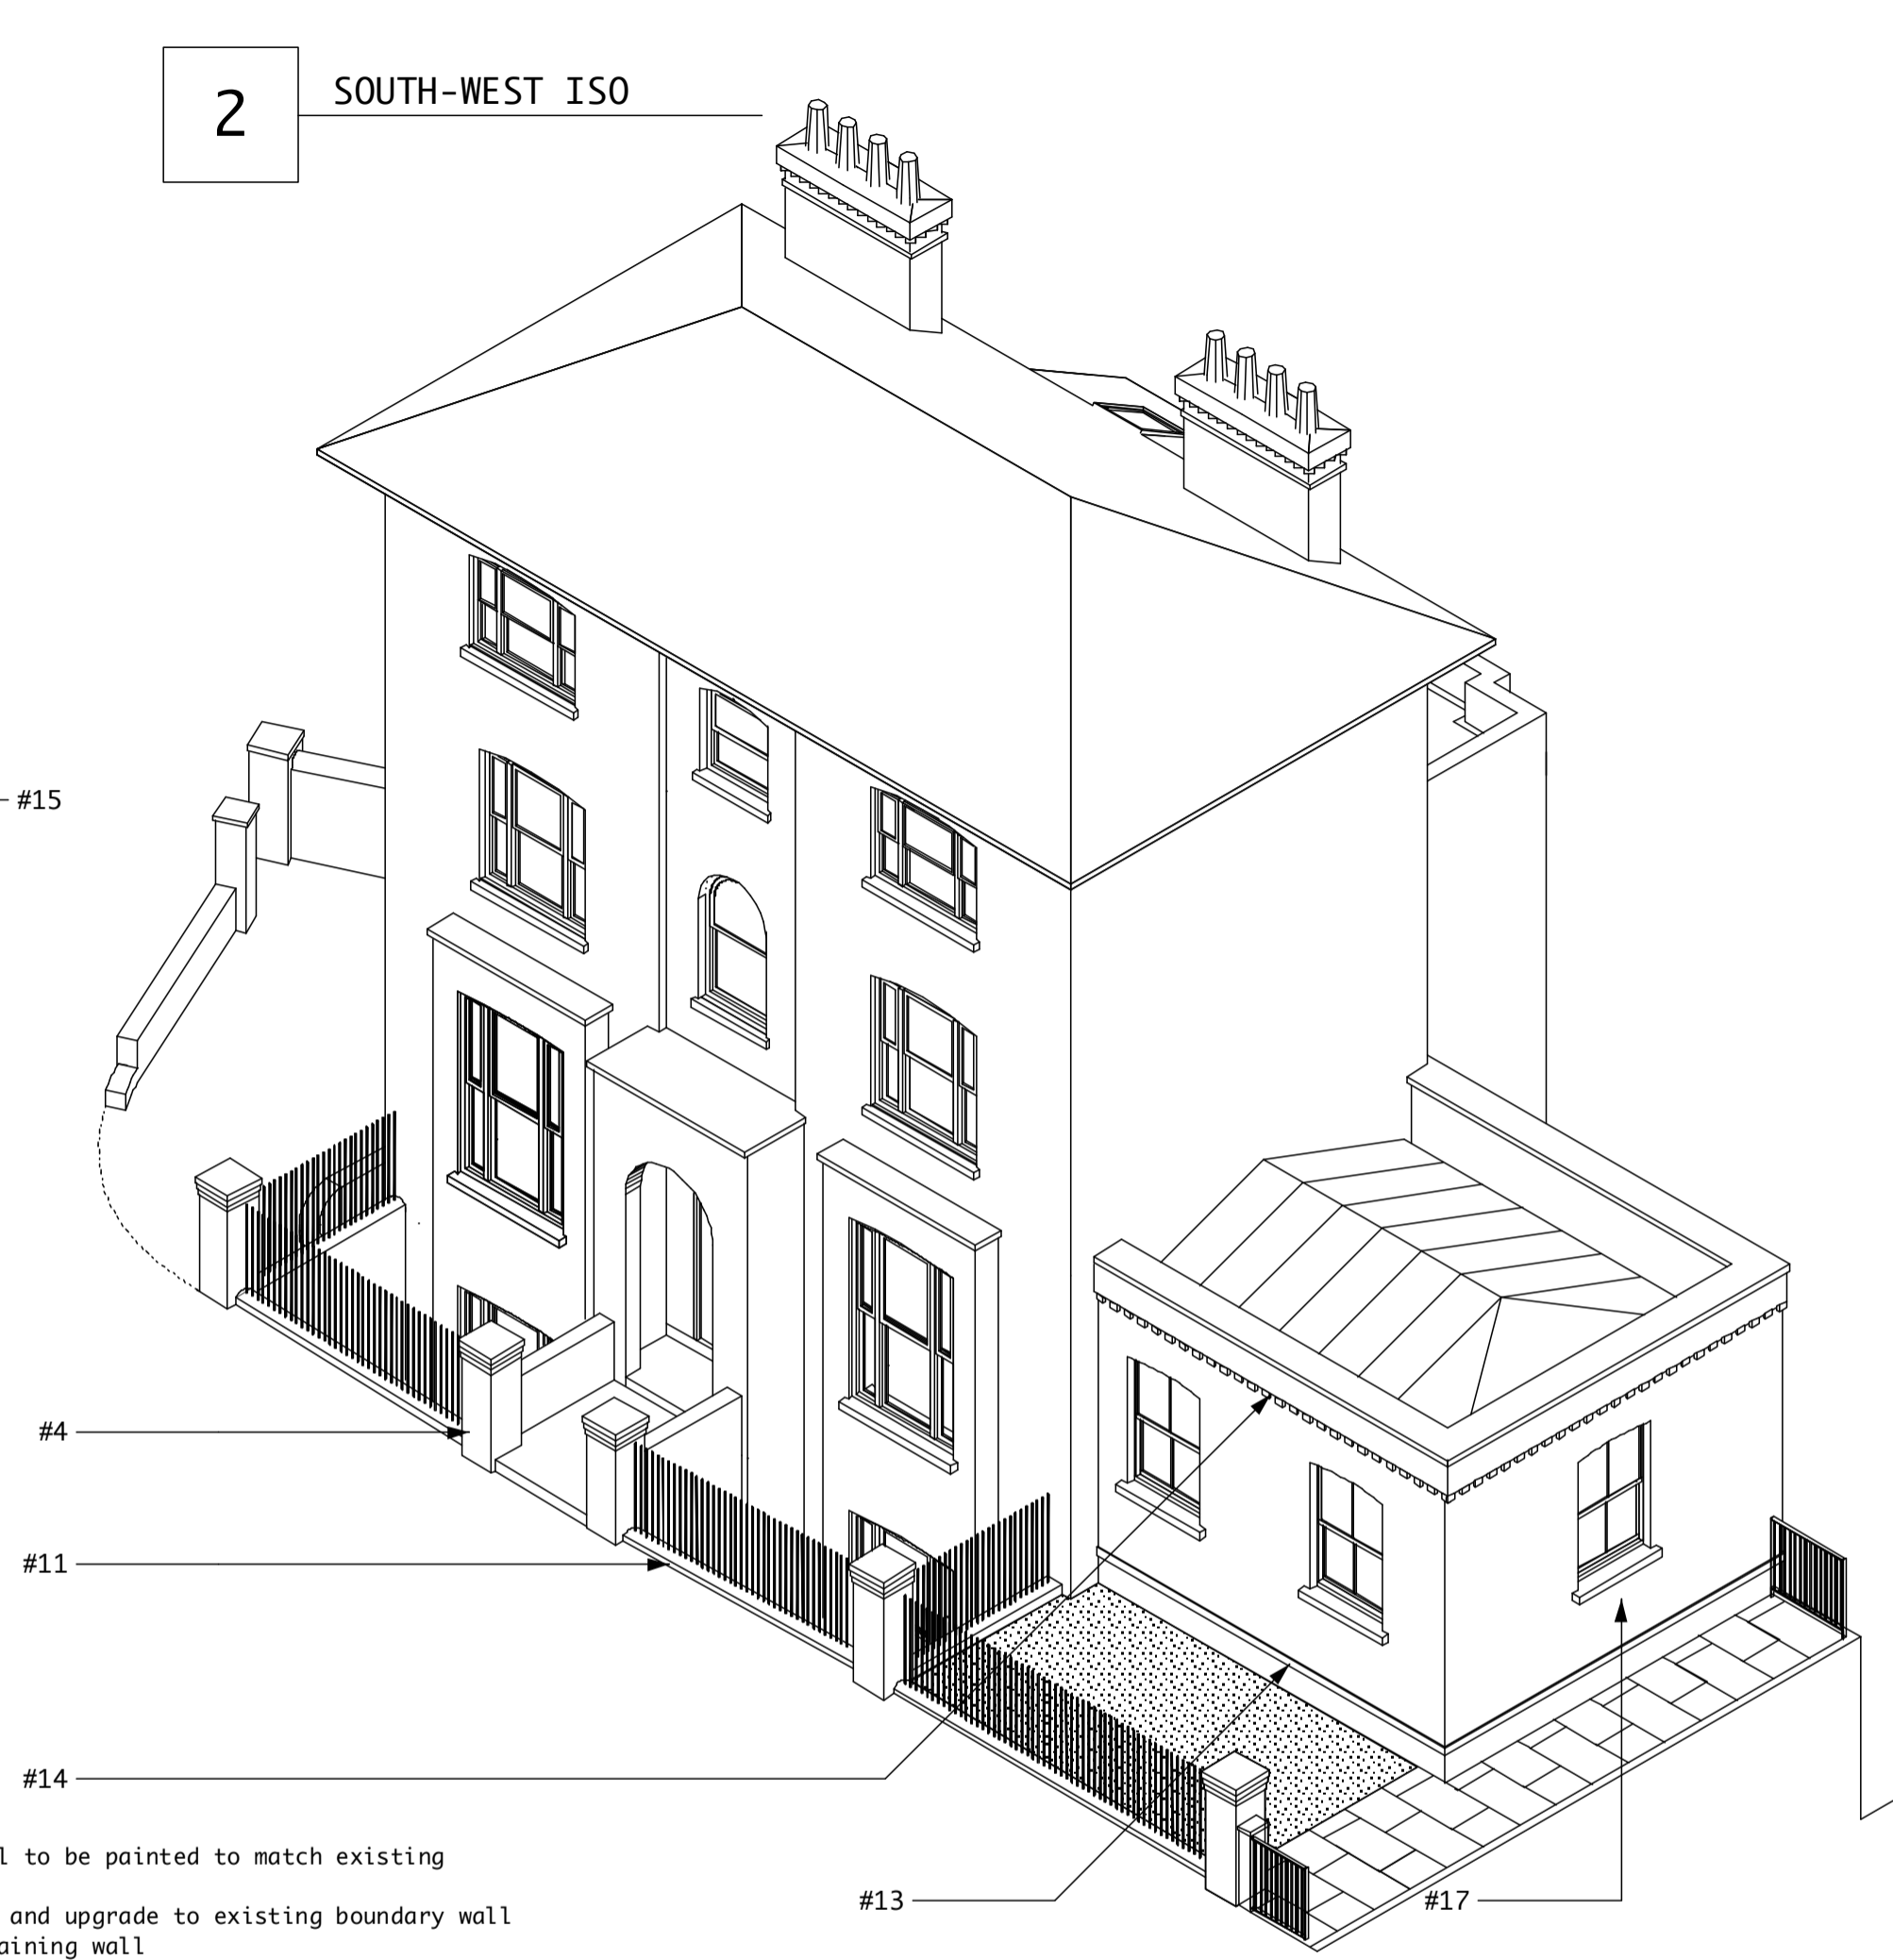 2
SOUTH-WEST ISO
#15
#4
#11
#14
to be painted to match existing
#13
#17
and upgrade to existing boundary wall
wall